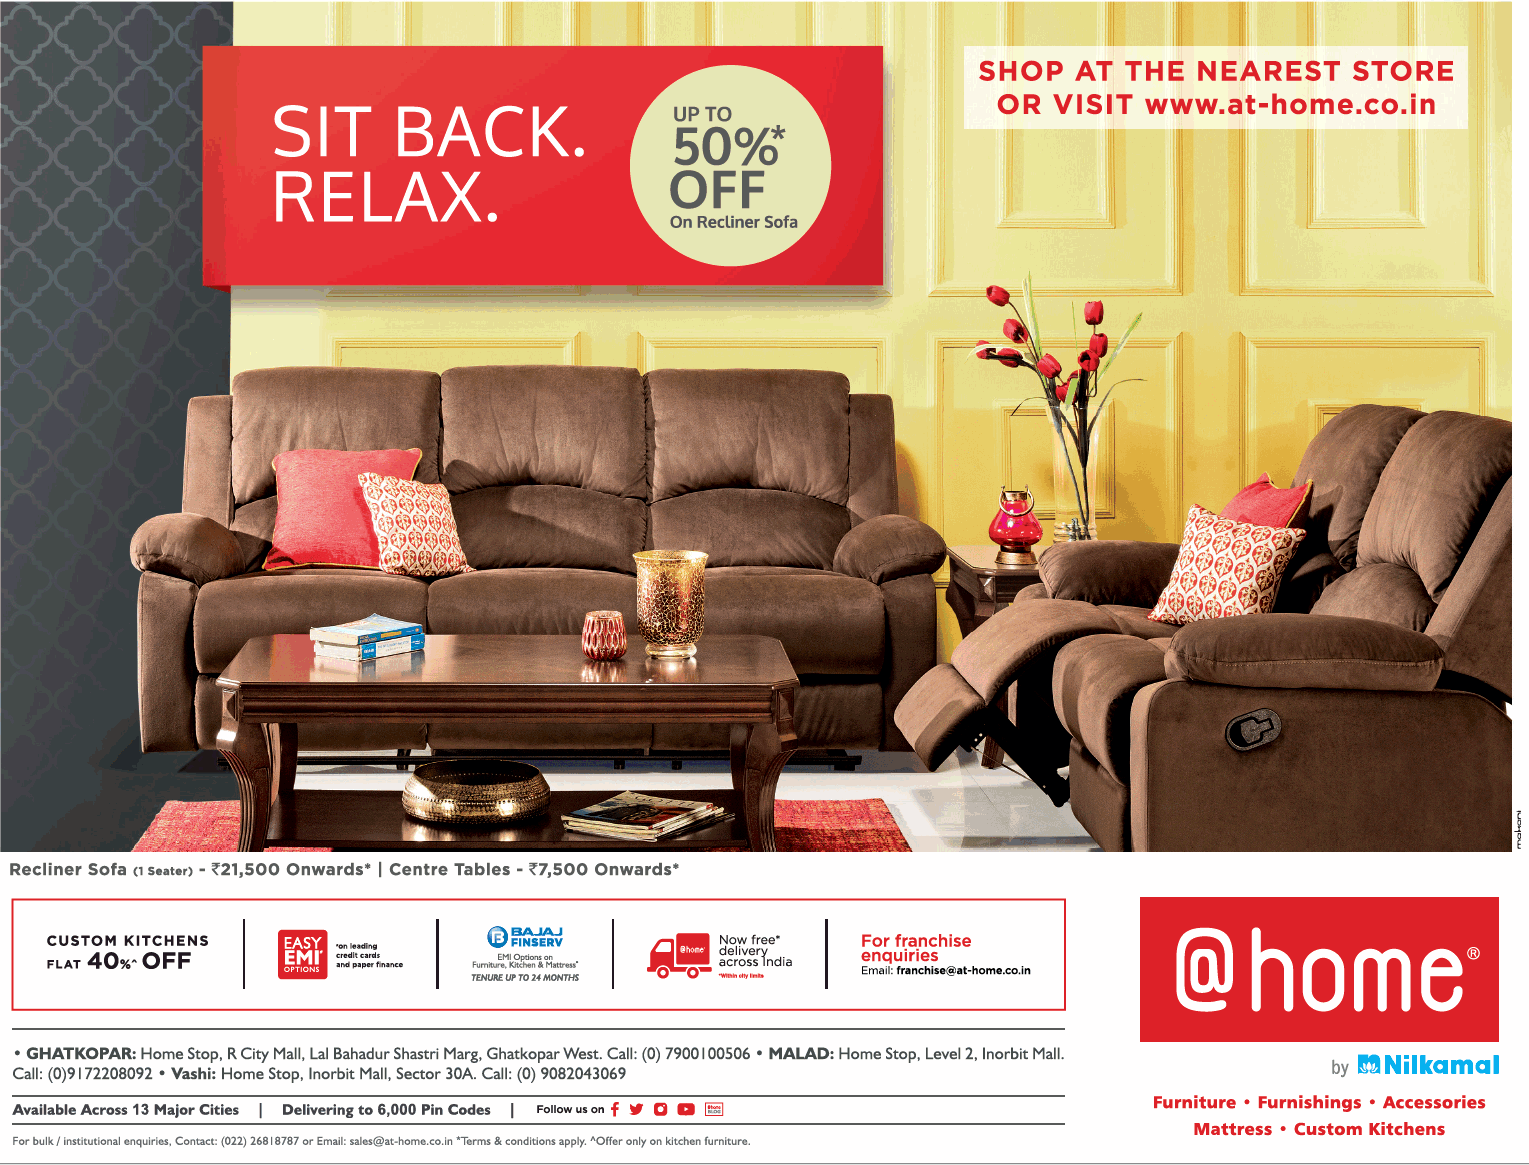 SIT BACK.
RELAX.
UP TO
50%*
OFF
On Recliner Sofa
SHOP AT THE NEAREST STORE
OR VISIT www.at-home.co.in
makani
Recliner Sofa (1 Seater) - ₹21,500 Onwards* | Centre Tables - ₹7,500 Onwards*
CUSTOM KITCHENS
FLAT 40%^ OFF
EASY
EMI*
OPTIONS
*on leading
credit cards
and paper finance
B BAJAJ
FINSERV
EMI Options on
Furniture, Kitchen & Mattress*
TENURE UP TO 24 MONTHS
@home
Now free*
delivery
across India
*Within city limits
For franchise
enquiries
Email: franchise@at-home.co.in
@home®
by Nilkamal
Furniture • Furnishings • Accessories
Mattress • Custom Kitchens
• GHATKOPAR: Home Stop, R City Mall, Lal Bahadur Shastri Marg, Ghatkopar West. Call: (0) 7900100506 • MALAD: Home Stop, Level 2, Inorbit Mall.
Call: (0)9172208092 • Vashi: Home Stop, Inorbit Mall, Sector 30A. Call: (0) 9082043069
Available Across 13 Major Cities | Delivering to 6,000 Pin Codes | Follow us on
For bulk / institutional enquiries, Contact: (022) 26818787 or Email: sales@at-home.co.in *Terms & conditions apply. ^Offer only on kitchen furniture.